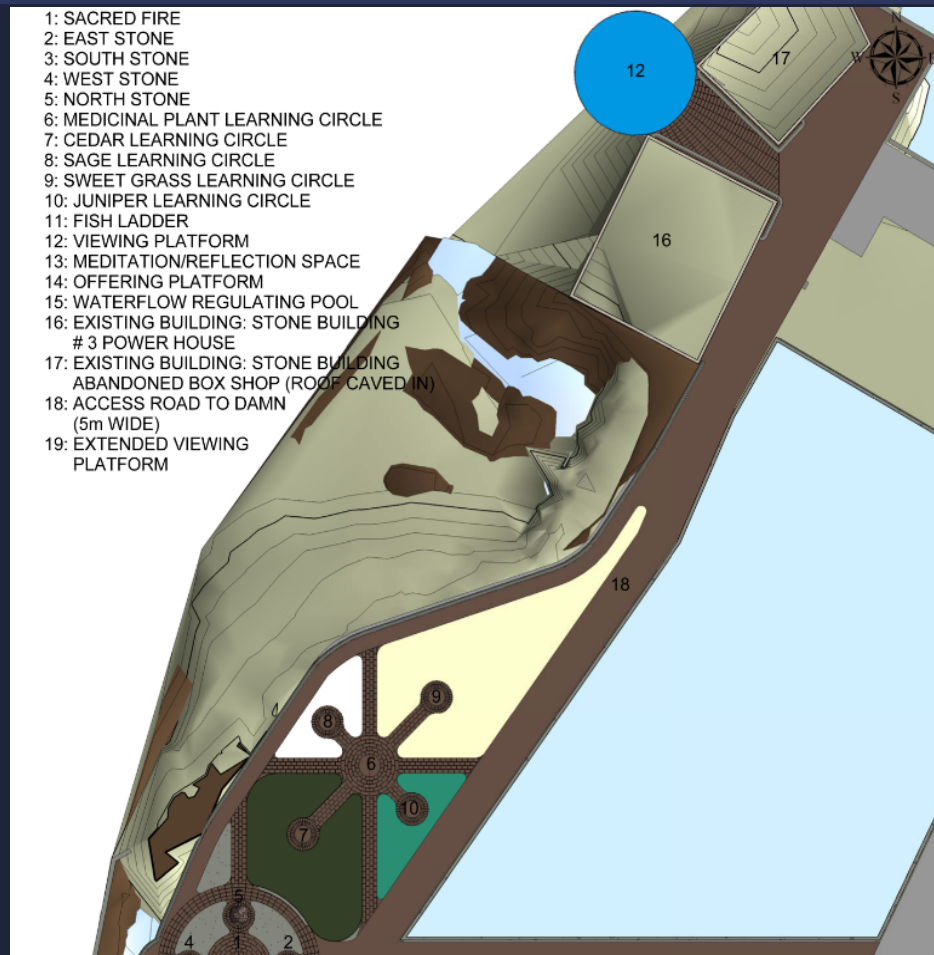 1: SACRED FIRE
2: EAST STONE
3: SOUTH STONE
4: WEST STONE
5: NORTH STONE
6: MEDICINAL PLANT LEARNING CIRCLE
7: CEDAR LEARNING CIRCLE
8: SAGE LEARNING CIRCLE
9: SWEET GRASS LEARNING CIRCLE
10: JUNIPER LEARNING CIRCLE
11: FISH LADDER
12: VIEWING PLATFORM
13: MEDITATION/REFLECTION SPACE
14: OFFERING PLATFORM
15: WATERFLOW REGULATING POOL
16: EXISTING BUILDING: STONE BUILDING
# 3 POWER HOUSE
17: EXISTING BUILDING: STONE BUILDING
ABANDONED BOX SHOP (ROOF CAVED IN)
18: ACCESS ROAD TO DAMN
(5m WIDE)
19: EXTENDED VIEWING
PLATFORM
N
W
E
S
12
17
16
18
9
8
6
10
7
5
4
1
2